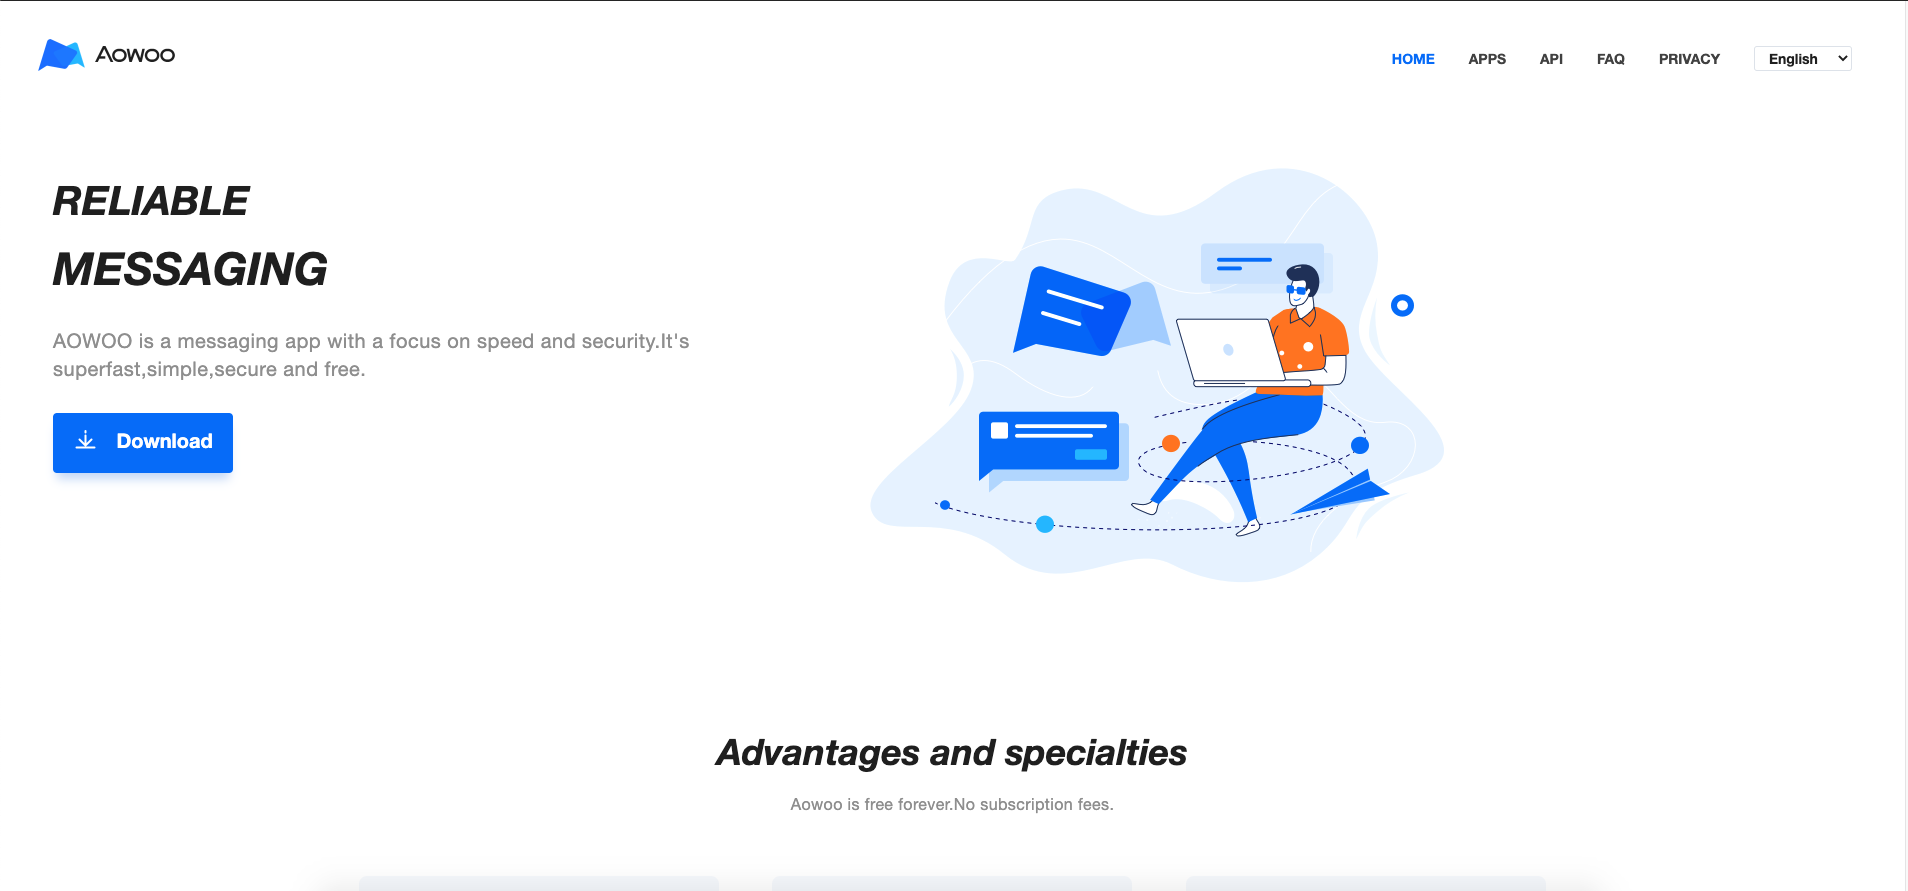 Aowoo
HOME
APPS
API
FAQ
PRIVACY
English
RELIABLE
MESSAGING
AOWOO is a messaging app with a focus on speed and security.It's
superfast,simple,secure and free.
Download
Advantages and specialties
Aowoo is free forever.No subscription fees.